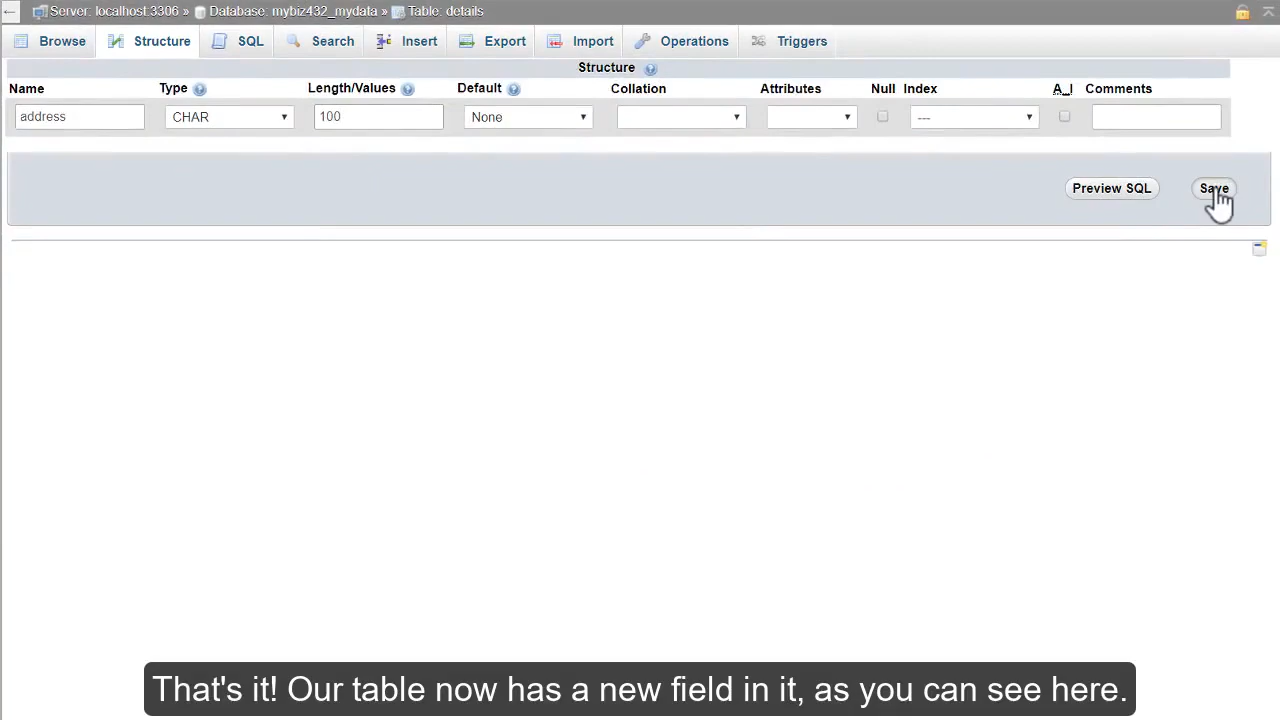 Server: localhost:3306 » Database: mybiz432_mydata » Table: details
Browse Structure SQL Search Insert Export Import Operations Triggers
Structure
Name Type Length/Values Default Collation Attributes Null Index A_I Comments
address CHAR 100 None ---
Preview SQL Save
That's it! Our table now has a new field in it, as you can see here.